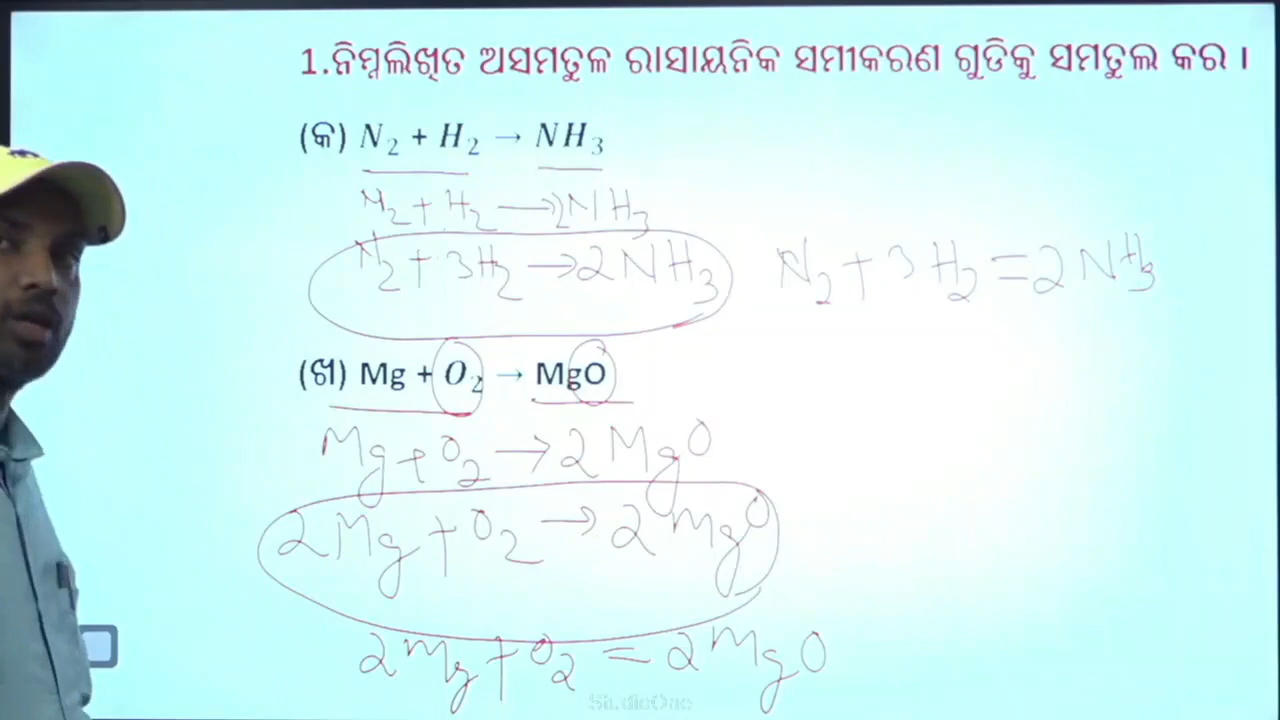 1.ନିମ୍ନଲିଖିତ ଅସମତୁଳ ରାସାୟନିକ ସମୀକରଣ ଗୁଡିକୁ ସମତୁଲ କର ।
(କ) N₂ + H₂ → NH₃
N₂ + H₂ → 2NH₃
N₂ + 3H₂ → 2NH₃ N₂ + 3H₂ = 2NH₃
(ଖ) Mg + O₂ → MgO
Mg + O₂ → 2MgO
2Mg + O₂ → 2MgO
2Mg + O₂ = 2MgO
StudioOne